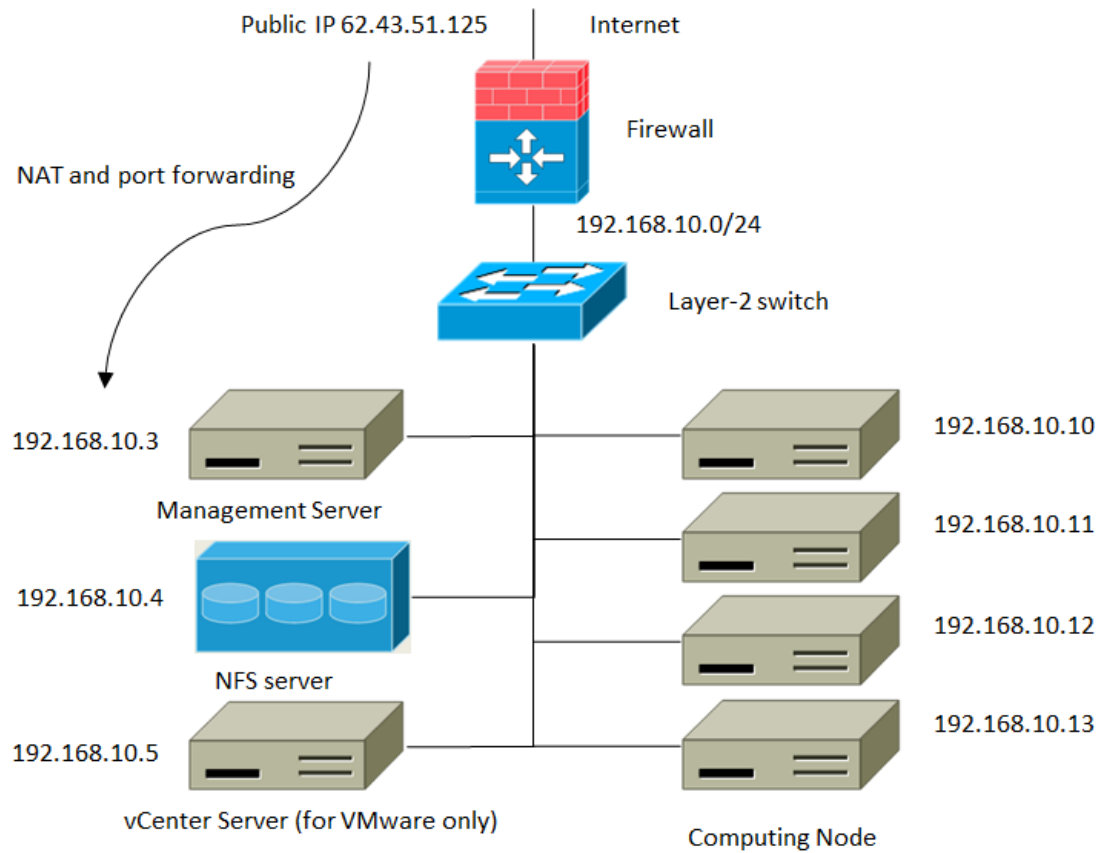 Public IP 62.43.51.125
Internet
Firewall
NAT and port forwarding
192.168.10.0/24
Layer-2 switch
192.168.10.3
Management Server
192.168.10.4
NFS server
192.168.10.5
vCenter Server (for VMware only)
192.168.10.10
192.168.10.11
192.168.10.12
192.168.10.13
Computing Node